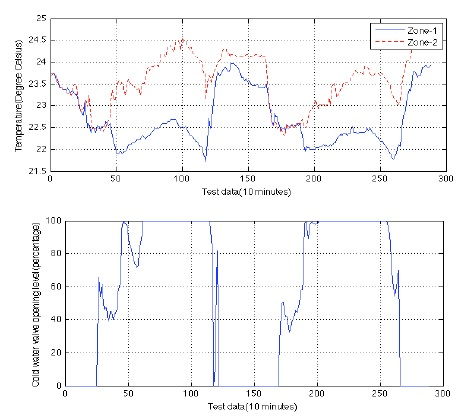 25
24.5
24
23.5
23
22.5
22
21.5
Temperature(Degree Celsius)
Zone-1
Zone-2
0 50 100 150 200 250 300
Test data(10 minutes)
100
80
60
40
20
0
Cold water valve opening level(percentage)
0 50 100 150 200 250 300
Test data(10 minutes)